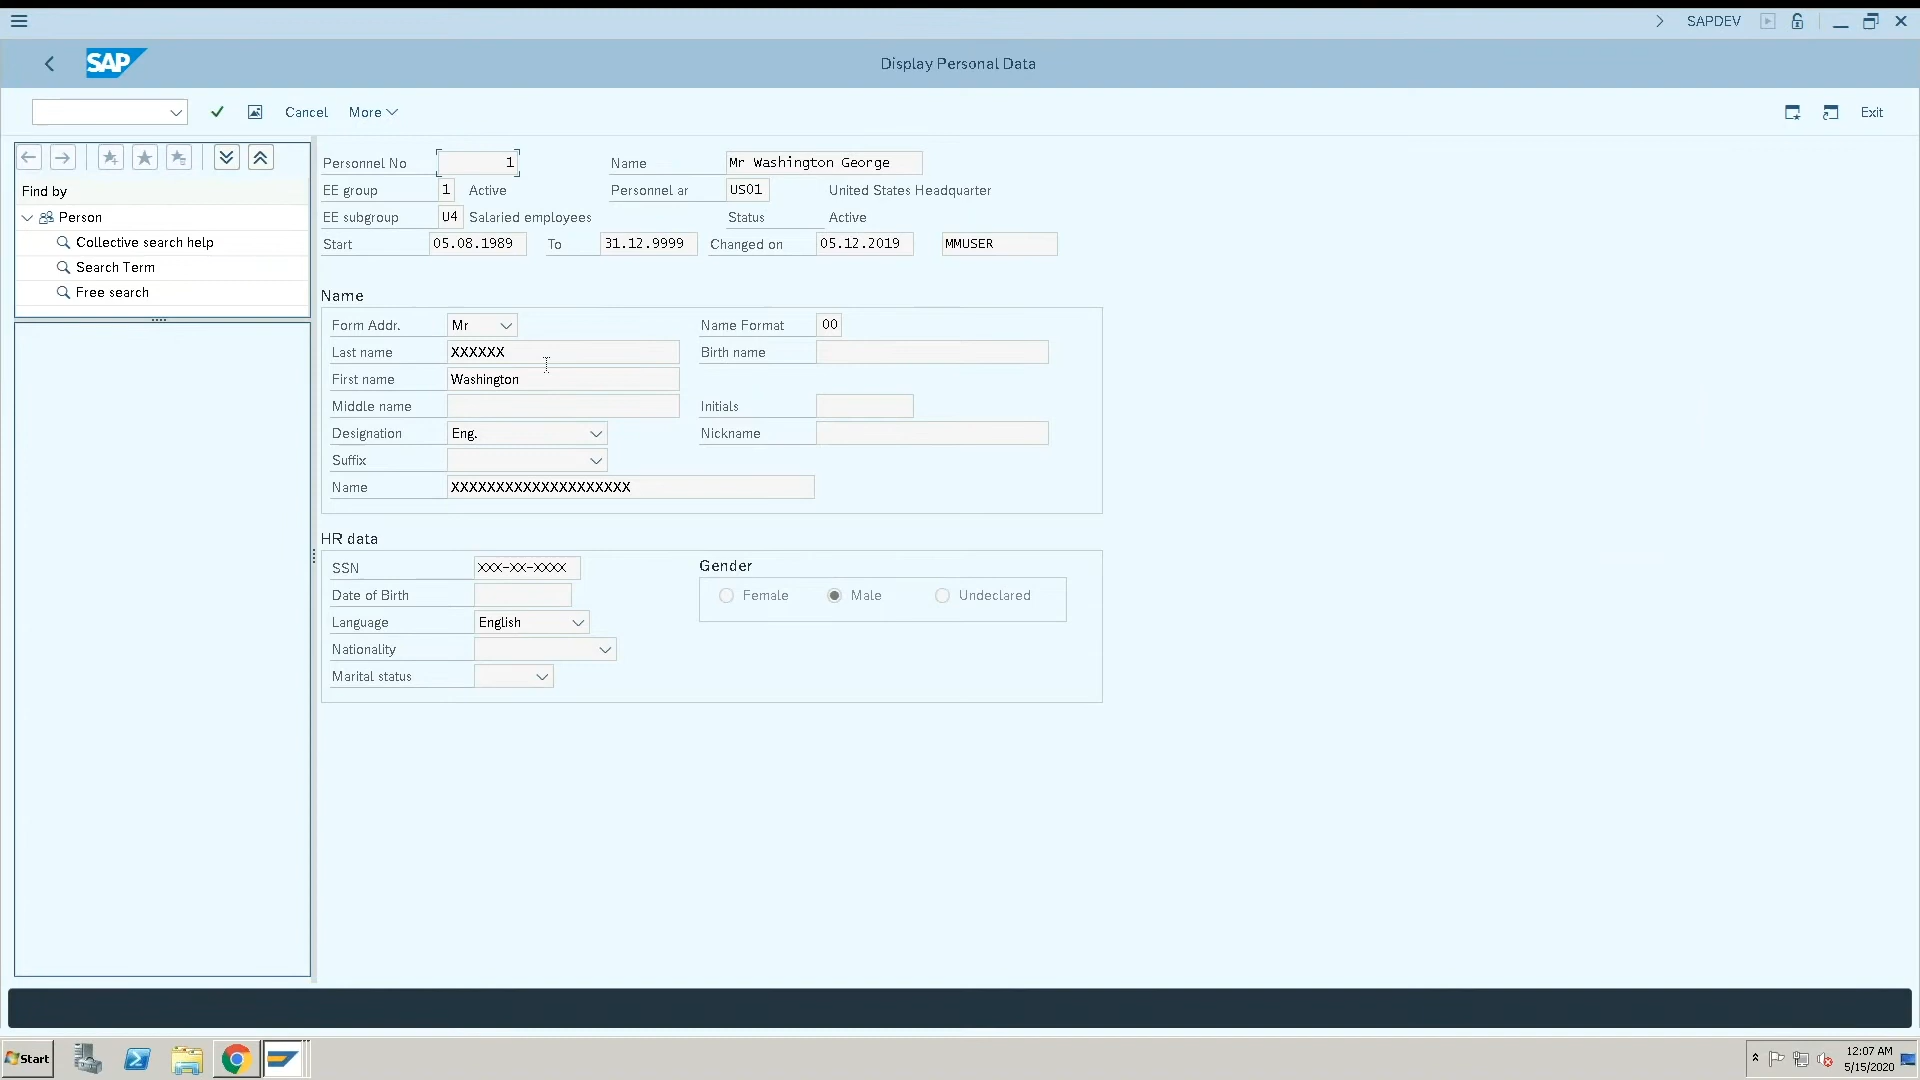 SAPDEV
SAP Display Personal Data
Cancel More Exit
Find by
Person
Collective search help
Search Term
Free search
Personnel No 1 Name Mr Washington George
EE group 1 Active Personnel ar US01 United States Headquarter
EE subgroup U4 Salaried employees Status Active
Start 05.08.1989 To 31.12.9999 Changed on 05.12.2019 MMUSER
Name
Form Addr. Mr Name Format 00
Last name XXXXXX Birth name
First name Washington
Middle name Initials
Designation Eng. Nickname
Suffix
Name XXXXXXXXXXXXXXXXXXXX
HR data
SSN XXX-XX-XXXX Gender
Date of Birth Female Male Undeclared
Language English
Nationality
Marital status
Start 12:07 AM
5/15/2020